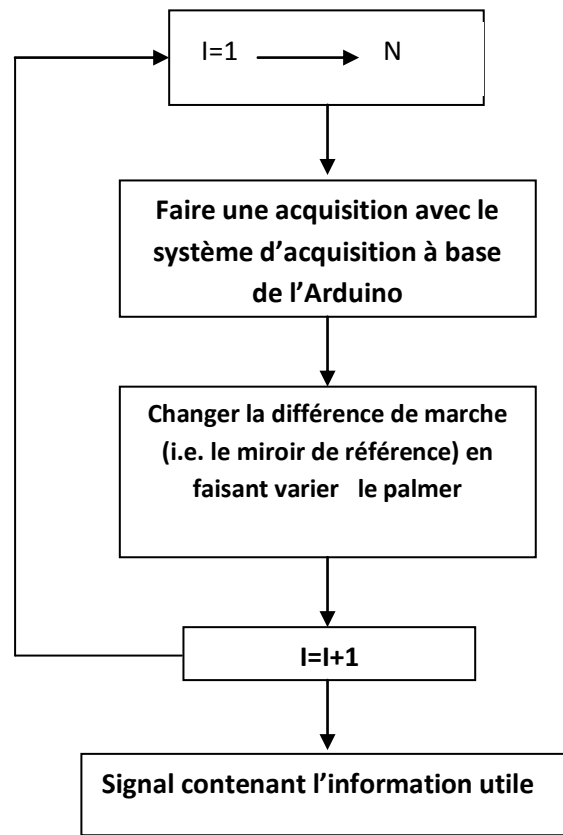 I=1 N
Faire une acquisition avec le
système d’acquisition à base
de l’Arduino
Changer la différence de marche
(i.e. le miroir de référence) en
faisant varier le palmer
I=I+1
Signal contenant l’information utile